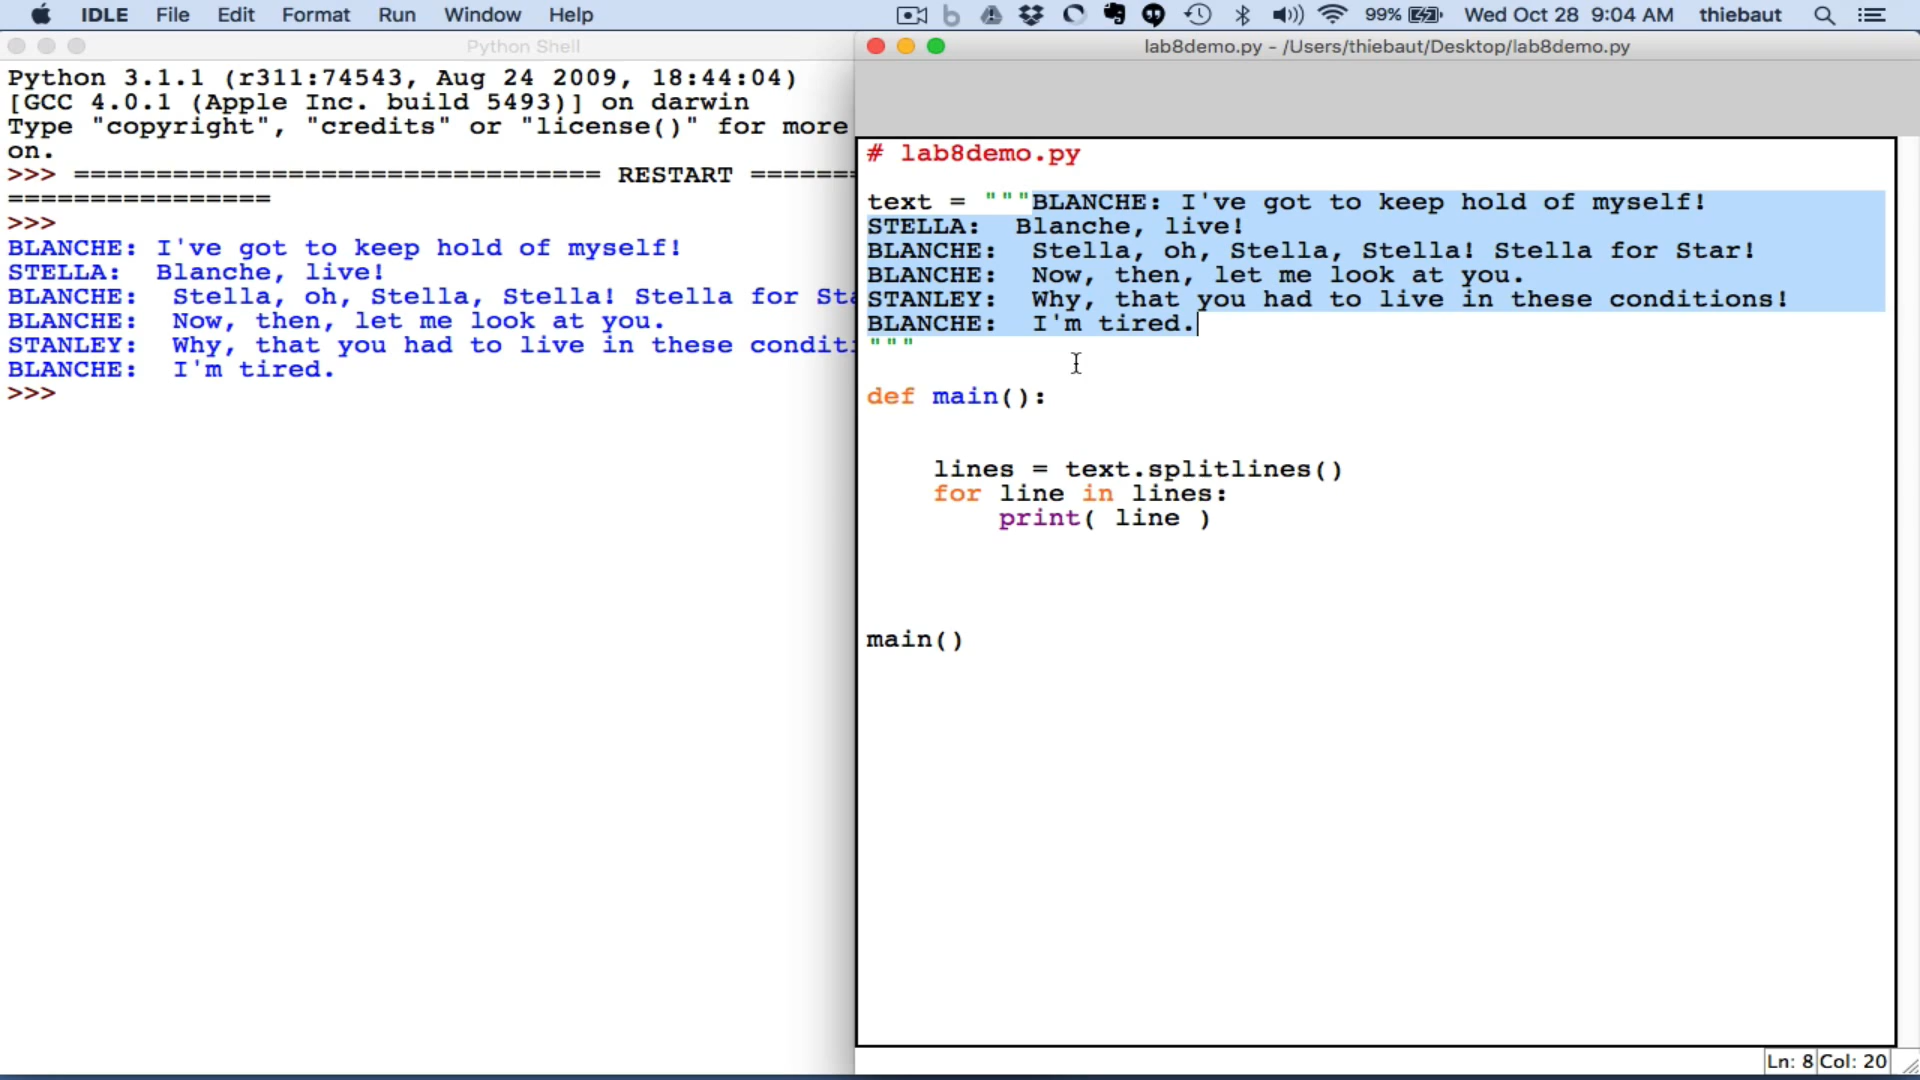 IDLE File Edit Format Run Window Help 99% Wed Oct 28 9:04 AM thiebaut
Python Shell
Python 3.1.1 (r311:74543, Aug 24 2009, 18:44:04)
[GCC 4.0.1 (Apple Inc. build 5493)] on darwin
Type "copyright", "credits" or "license()" for more
on.
>>> ================================ RESTART =======
================
>>>
BLANCHE: I've got to keep hold of myself!
STELLA:  Blanche, live!
BLANCHE:  Stella, oh, Stella, Stella! Stella for Sta
BLANCHE:  Now, then, let me look at you.
STANLEY:  Why, that you had to live in these conditi
BLANCHE:  I'm tired.
>>>
lab8demo.py - /Users/thiebaut/Desktop/lab8demo.py
# lab8demo.py
text = """BLANCHE: I've got to keep hold of myself!
STELLA:  Blanche, live!
BLANCHE:  Stella, oh, Stella, Stella! Stella for Star!
BLANCHE:  Now, then, let me look at you.
STANLEY:  Why, that you had to live in these conditions!
BLANCHE:  I'm tired.
"""
def main():
    lines = text.splitlines()
    for line in lines:
        print( line )
main()
Ln: 8 Col: 20